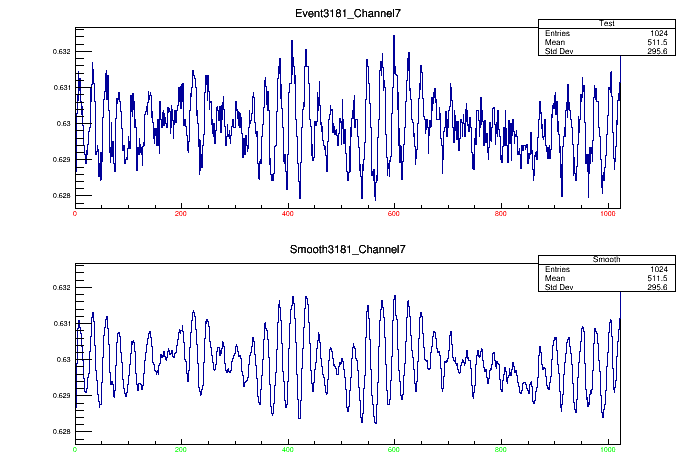 Event3181_Channel7
Test
Entries 1024
Mean 511.5
Std Dev 295.6
0.632
0.631
0.63
0.629
0.628
0 200 400 600 800 1000
Smooth3181_Channel7
Smooth
Entries 1024
Mean 511.5
Std Dev 295.6
0.632
0.631
0.63
0.629
0.628
0 200 400 600 800 1000